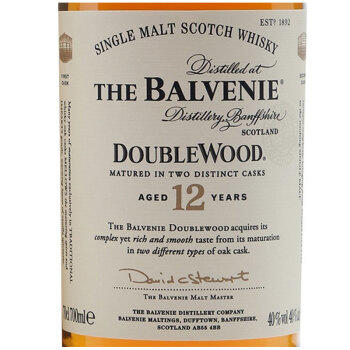 ESTD 1892
SINGLE MALT SCOTCH WHISKY
Distilled at
THE BALVENIE®
Distillery, Banffshire
SCOTLAND
DOUBLEWOOD®
MATURED IN TWO DISTINCT CASKS
AGED 12 YEARS
THE BALVENIE DOUBLEWOOD acquires its
complex yet rich and smooth taste from its maturation
in two different types of oak cask.
David C Stewart
THE BALVENIE MALT MASTER
70cl 700ml e
THE BALVENIE DISTILLERY COMPANY
BALVENIE MALTINGS, DUFFTOWN, BANFFSHIRE,
SCOTLAND AB55 4BB
40% vol 40%